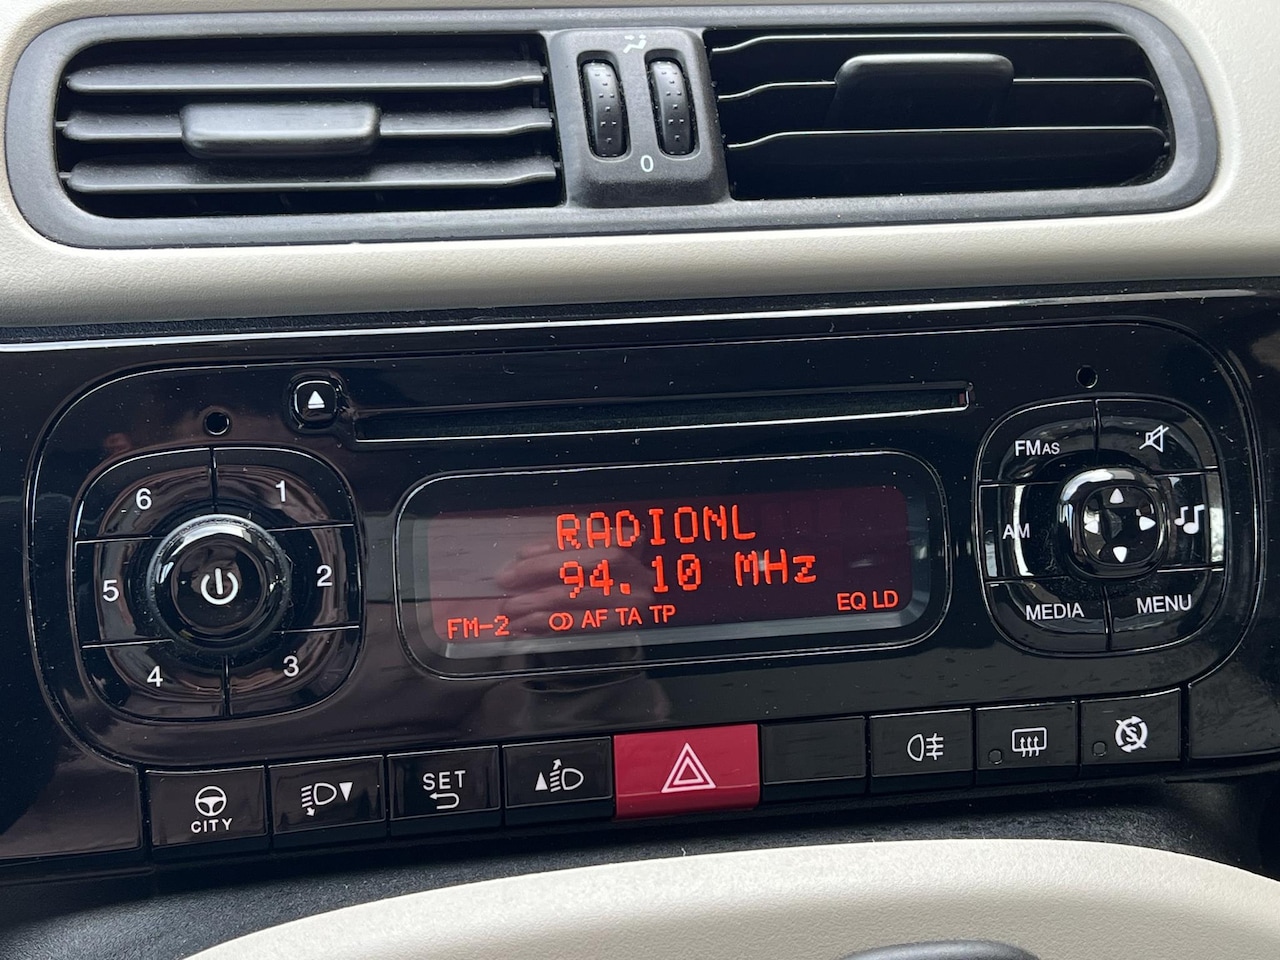 0
6
1
5
2
4
3
RADIONL
94.10 MHz
FM-2
AF TA TP
EQ LD
FMAS
AM
MEDIA
MENU
CITY
SET